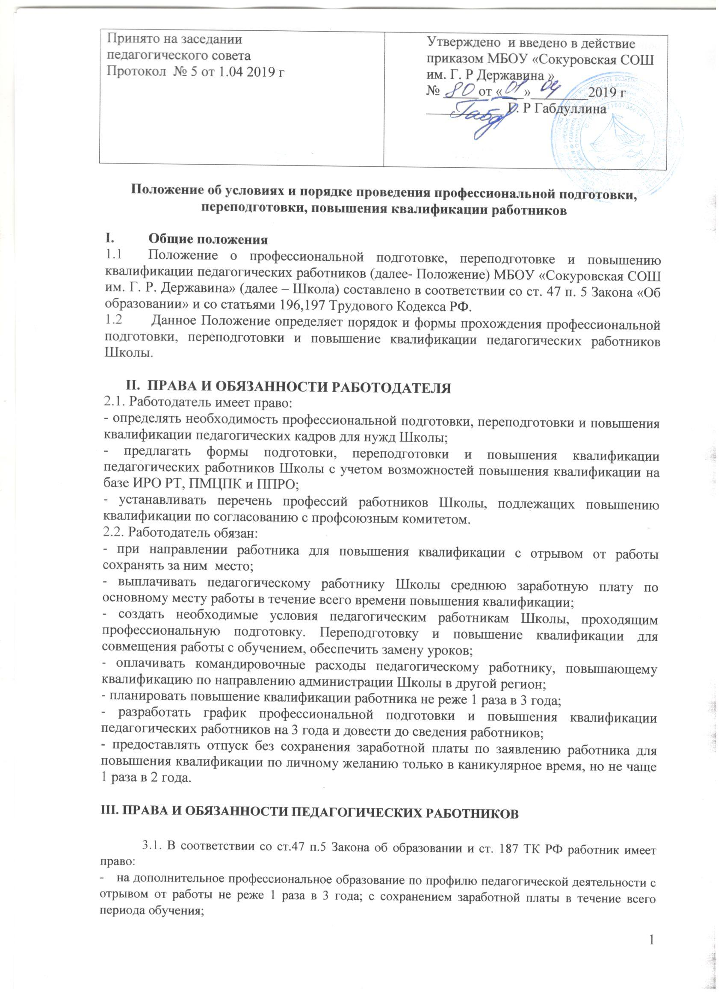 Принято на заседании
педагогического совета
Протокол № 5 от 1.04 2019 г
Утверждено и введено в действие
приказом МБОУ «Сокуровская СОШ
им. Г. Р Державина »
№ 80 от « 01 » 04 2019 г
Г. Р Габдуллина
Положение об условиях и порядке проведения профессиональной подготовки,
переподготовки, повышения квалификации работников
I. Общие положения
1.1 Положение о профессиональной подготовке, переподготовке и повышению
квалификации педагогических работников (далее- Положение) МБОУ «Сокуровская СОШ
им. Г. Р. Державина» (далее – Школа) составлено в соответствии со ст. 47 п. 5 Закона «Об
образовании» и со статьями 196,197 Трудового Кодекса РФ.
1.2 Данное Положение определяет порядок и формы прохождения профессиональной
подготовки, переподготовки и повышение квалификации педагогических работников
Школы.
II. ПРАВА И ОБЯЗАННОСТИ РАБОТОДАТЕЛЯ
2.1. Работодатель имеет право:
- определять необходимость профессиональной подготовки, переподготовки и повышения
квалификации педагогических кадров для нужд Школы;
- предлагать формы подготовки, переподготовки и повышения квалификации
педагогических работников Школы с учетом возможностей повышения квалификации на
базе ИРО РТ, ПМЦПК и ППРО;
- устанавливать перечень профессий работников Школы, подлежащих повышению
квалификации по согласованию с профсоюзным комитетом.
2.2. Работодатель обязан:
- при направлении работника для повышения квалификации с отрывом от работы
сохранять за ним место;
- выплачивать педагогическому работнику Школы среднюю заработную плату по
основному месту работы в течение всего времени повышения квалификации;
- создать необходимые условия педагогическим работникам Школы, проходящим
профессиональную подготовку. Переподготовку и повышение квалификации для
совмещения работы с обучением, обеспечить замену уроков;
- оплачивать командировочные расходы педагогическому работнику, повышающему
квалификацию по направлению администрации Школы в другой регион;
- планировать повышение квалификации работника не реже 1 раза в 3 года;
- разработать график профессиональной подготовки и повышения квалификации
педагогических работников на 3 года и довести до сведения работников;
- предоставлять отпуск без сохранения заработной платы по заявлению работника для
повышения квалификации по личному желанию только в каникулярное время, но не чаще
1 раза в 2 года.
III. ПРАВА И ОБЯЗАННОСТИ ПЕДАГОГИЧЕСКИХ РАБОТНИКОВ
3.1. В соответствии со ст.47 п.5 Закона об образовании и ст. 187 ТК РФ работник имеет
право:
- на дополнительное профессиональное образование по профилю педагогической деятельности с
отрывом от работы не реже 1 раза в 3 года; с сохранением заработной платы в течение всего
периода обучения;
1